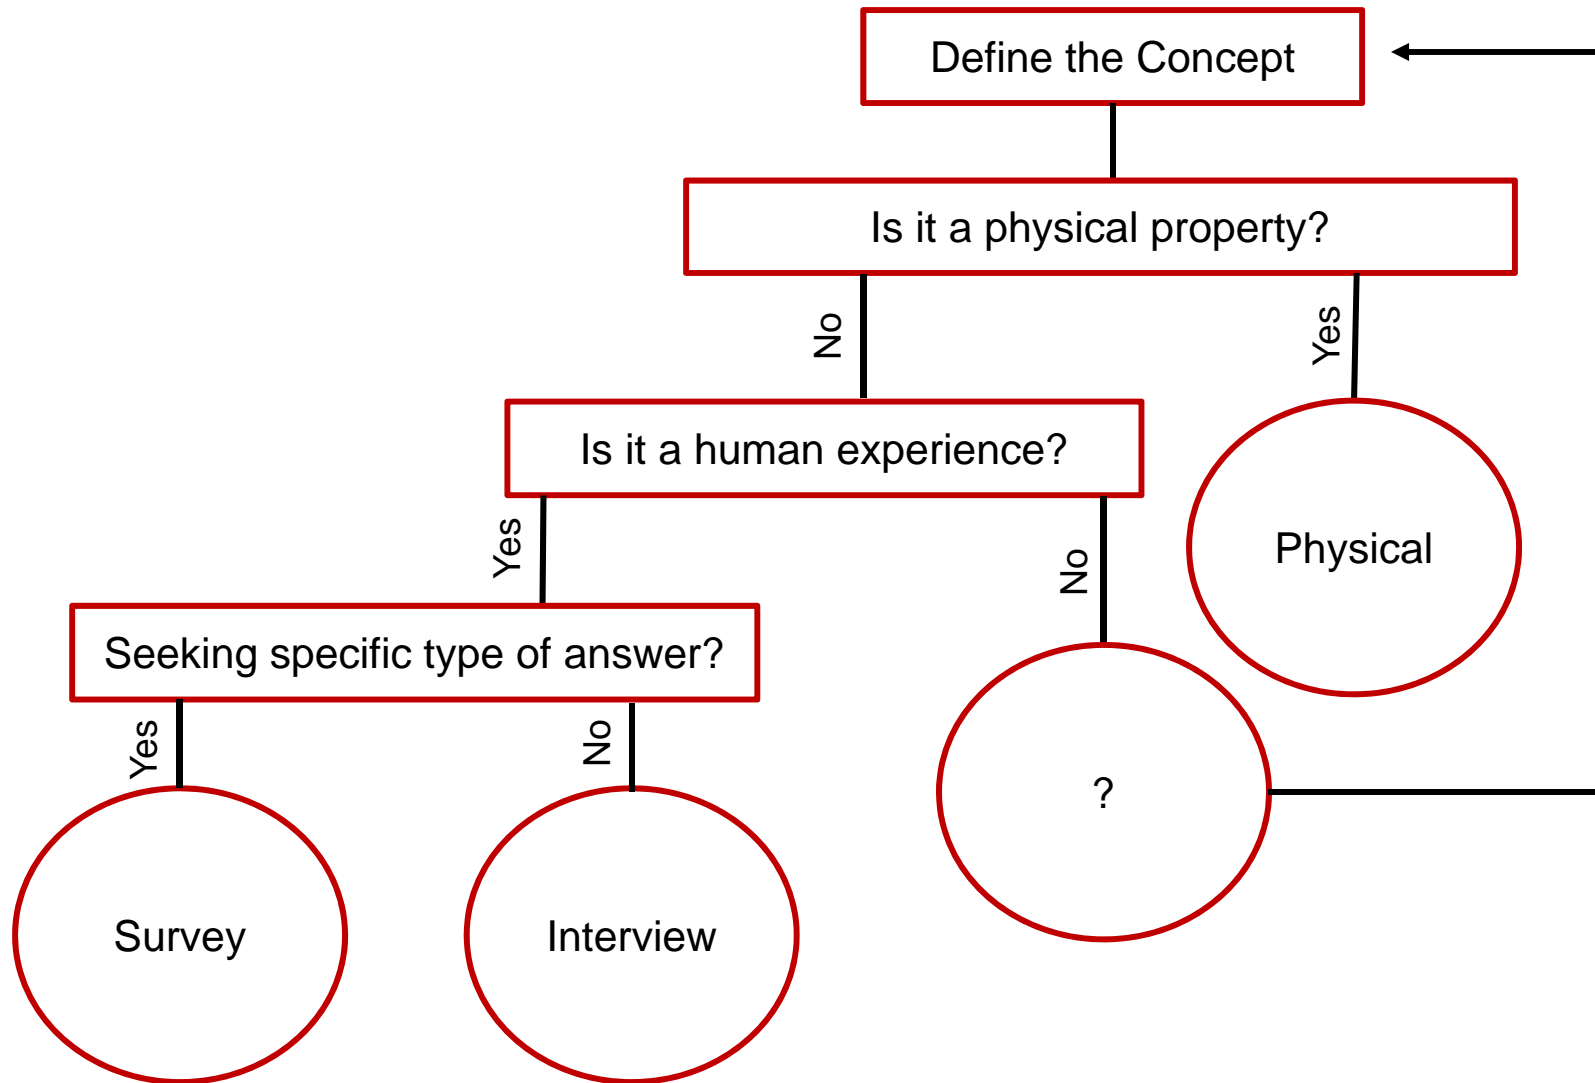 Define the Concept
Is it a physical property?
No
Yes
Is it a human experience?
Yes
No
Physical
Seeking specific type of answer?
Yes
No
?
Survey
Interview